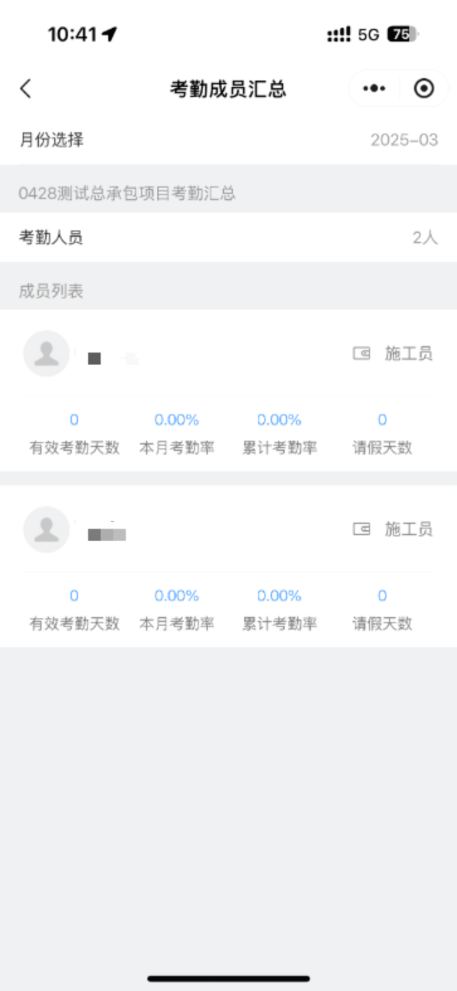 10:41 5G 75
考勤成员汇总
月份选择 2025-03
0428测试总承包项目考勤汇总
考勤人员 2人
成员列表
施工员
0 0.00% 0.00% 0
有效考勤天数 本月考勤率 累计考勤率 请假天数
施工员
0 0.00% 0.00% 0
有效考勤天数 本月考勤率 累计考勤率 请假天数